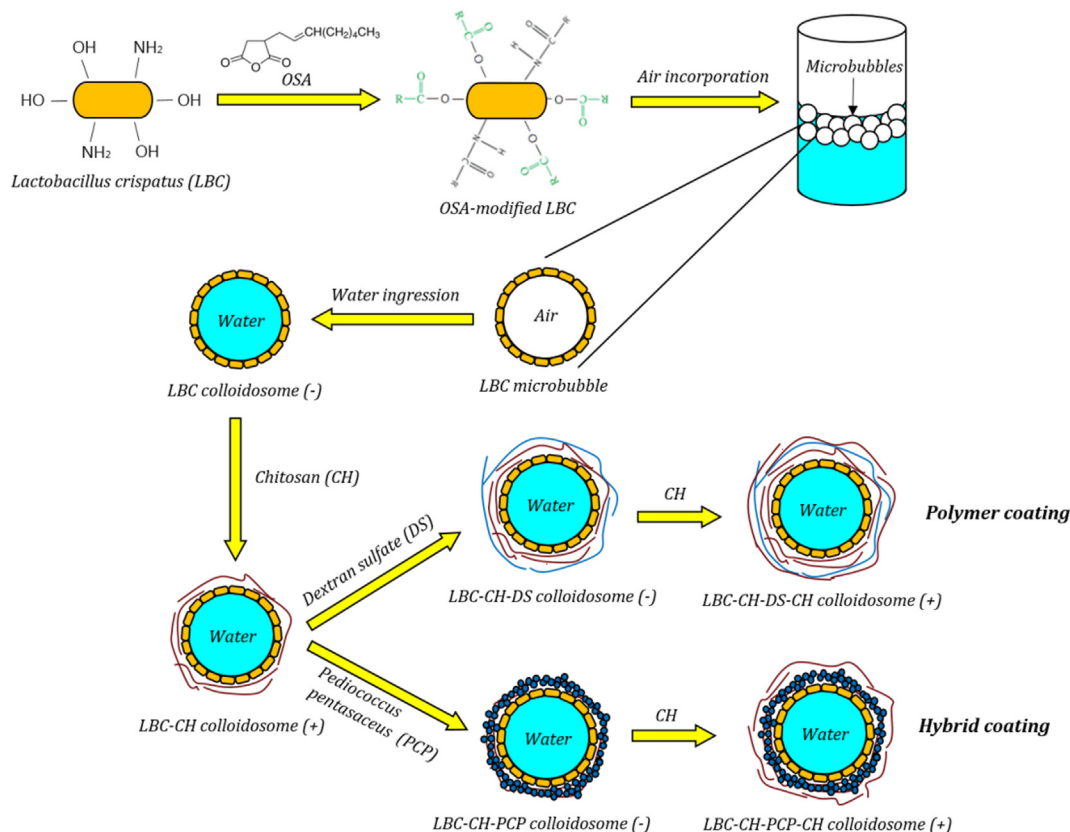 OH
NH2
HO
OH
NH2
OH
Lactobacillus crispatus (LBC)
O
O
O
CH(CH2)4CH3
OSA
R
C
O
O
R
C
O
N
H
R
C
O
O
O
C
O
R
N
H
C
O
R
O
C
O
R
OSA-modified LBC
Air incorporation
Microbubbles
Water
Water ingression
Air
LBC colloidosome (-)
LBC microbubble
Chitosan (CH)
Dextran sulfate (DS)
Water
CH
Water
Polymer coating
LBC-CH-DS colloidosome (-)
LBC-CH-DS-CH colloidosome (+)
Water
LBC-CH colloidosome (+)
Pediococcus
pentasaceus (PCP)
Water
CH
Water
Hybrid coating
LBC-CH-PCP colloidosome (-)
LBC-CH-PCP-CH colloidosome (+)